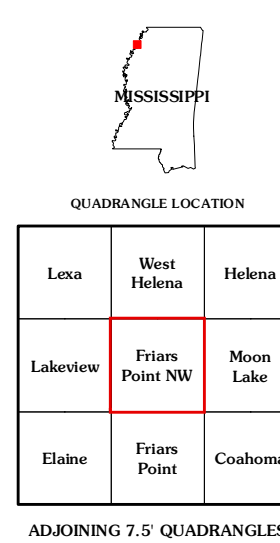 MISSISSIPPI
QUADRANGLE LOCATION
Lexa
West
Helena
Helena
Lakeview
Friars
Point NW
Moon
Lake
Elaine
Friars
Point
Coahoma
ADJOINING 7.5' QUADRANGLES